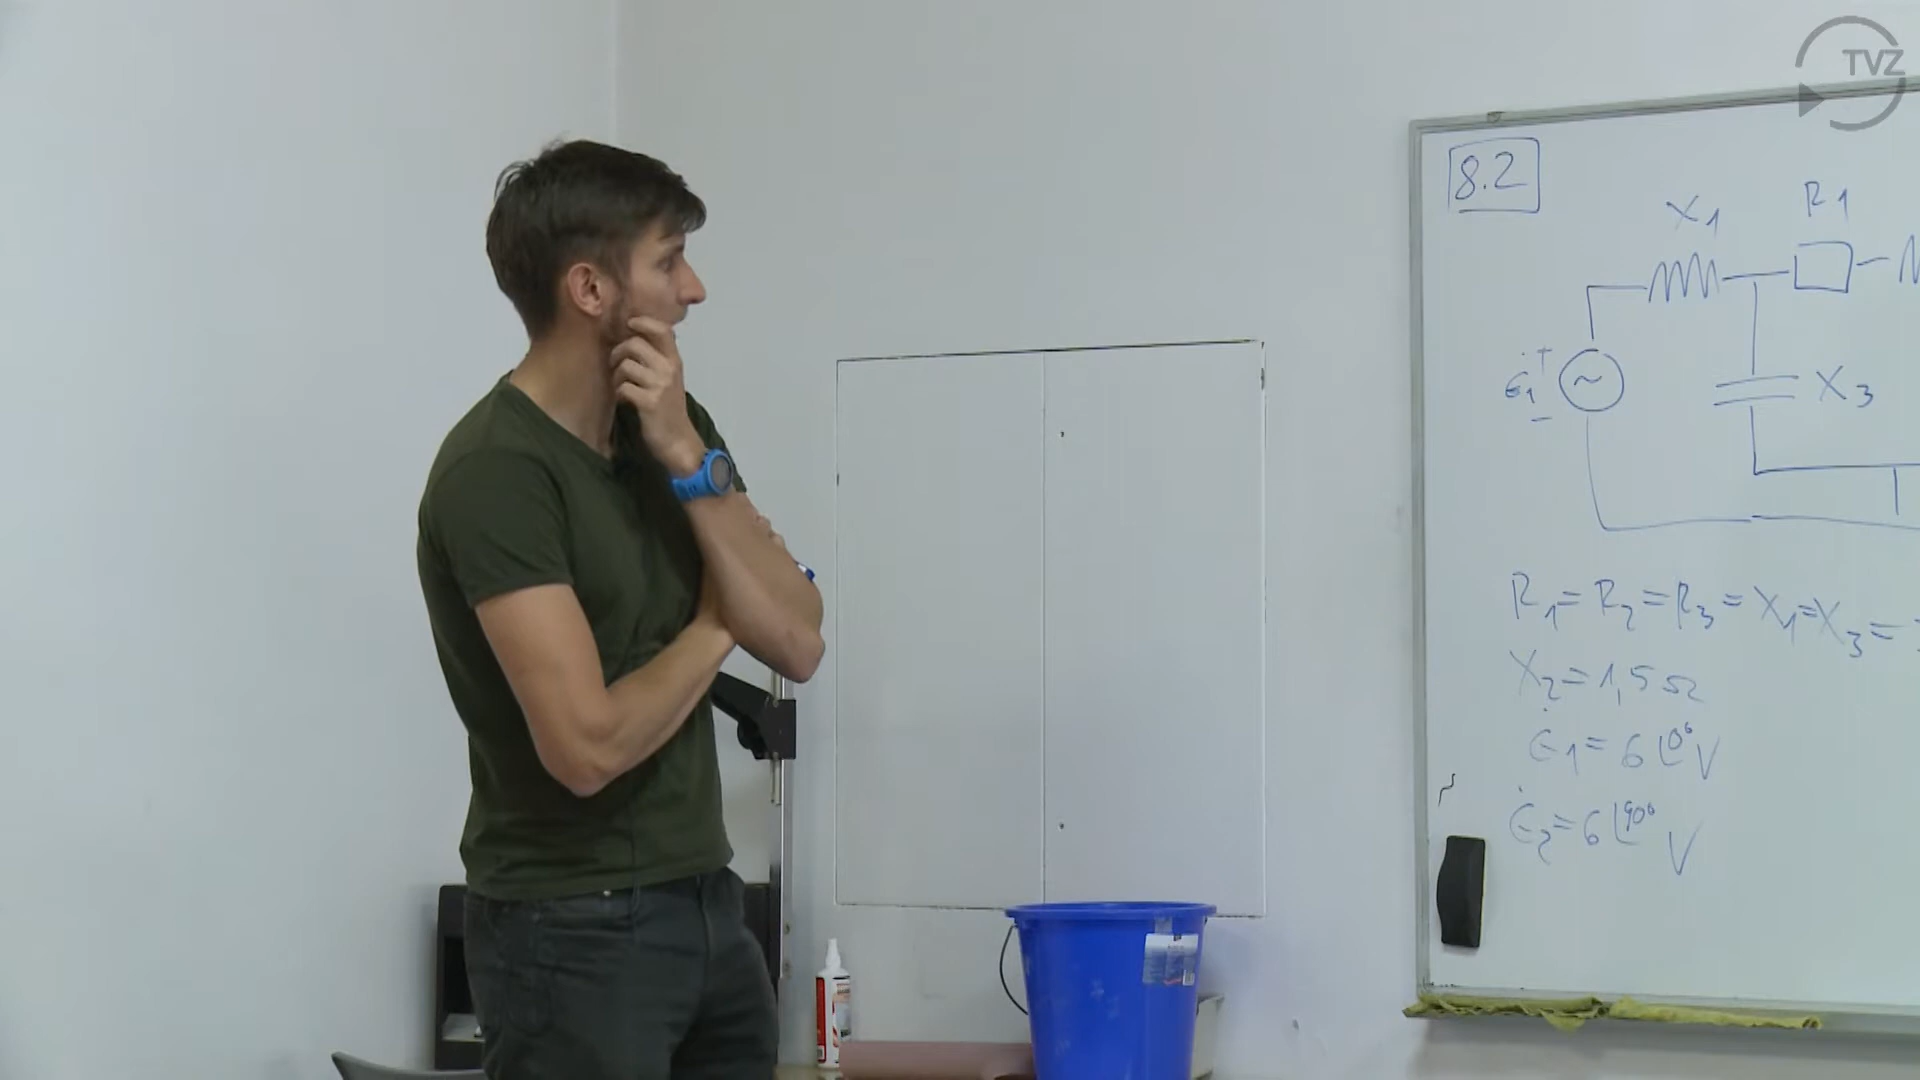 TVZ
8.2
X1 R1
Ė1 + ~ - X3
R1 = R2 = R3 = X1 = X3 =
X2 = 1,5 Ω
Ė1 = 6 ∠0° V
Ė2 = 6 ∠90° V